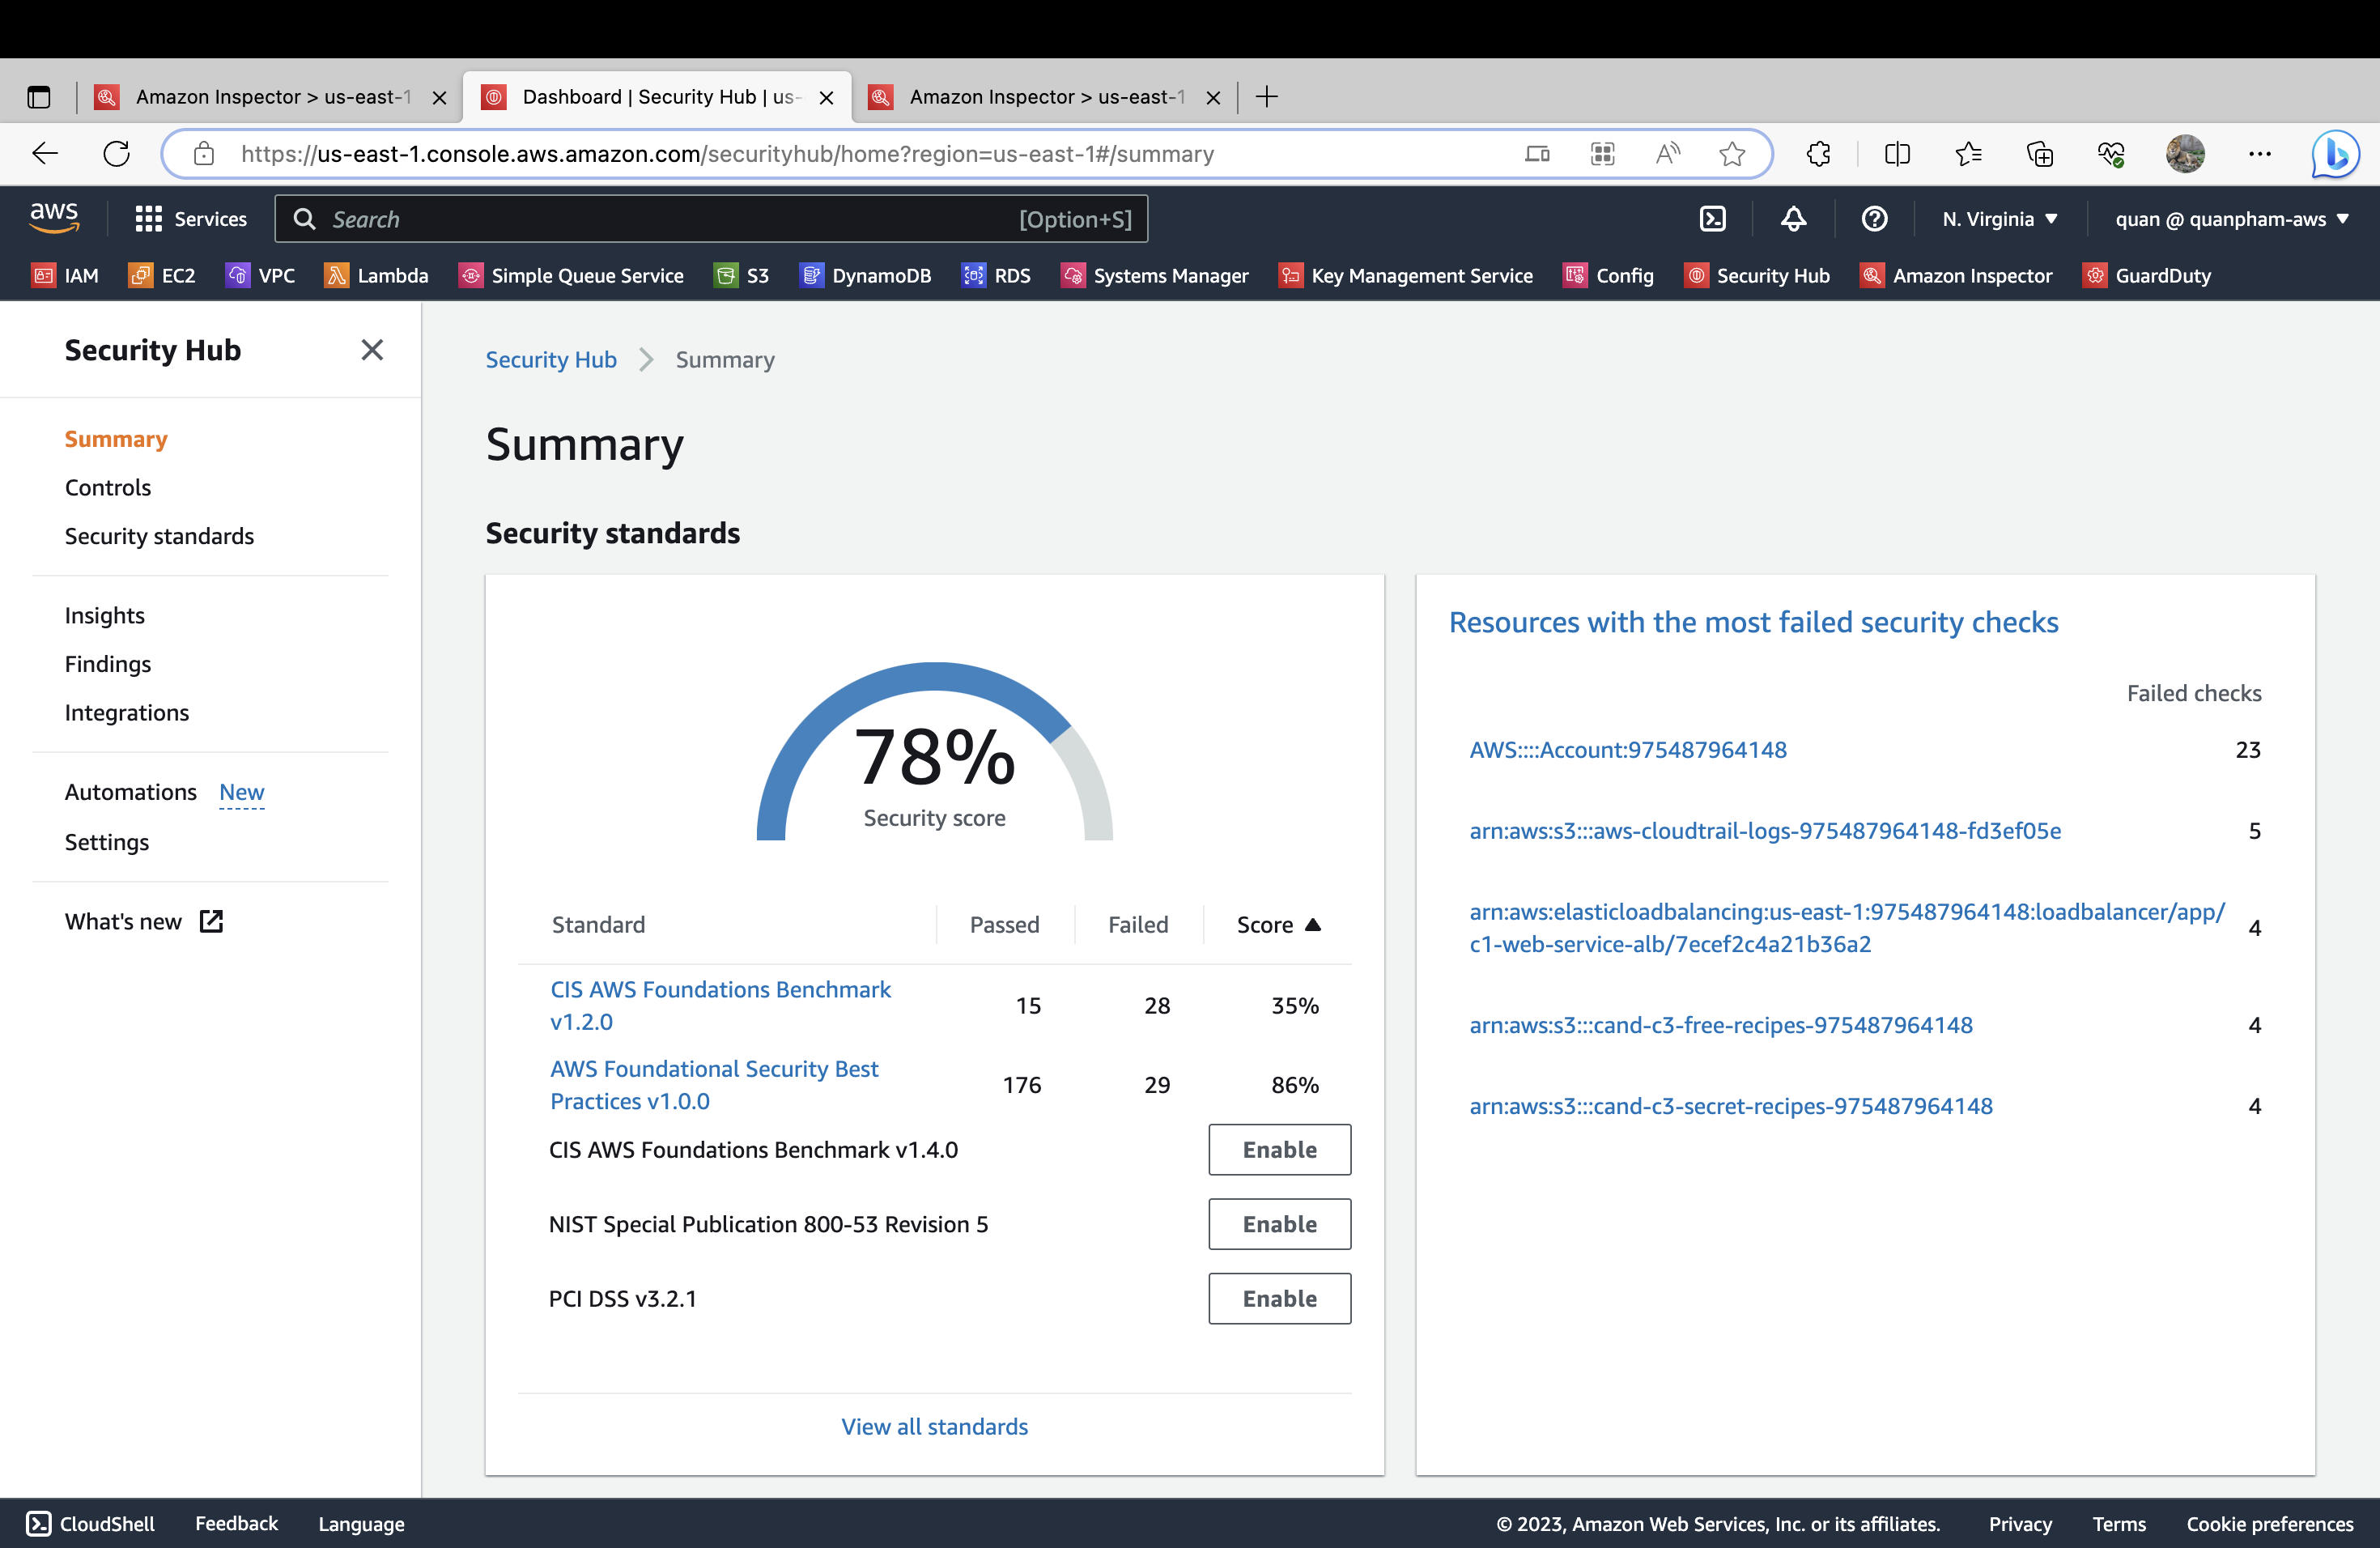 Amazon Inspector > us-east-1
Dashboard | Security Hub | us-
Amazon Inspector > us-east-1
https://us-east-1.console.aws.amazon.com/securityhub/home?region=us-east-1#/summary
aws
Services
Search
[Option+S]
N. Virginia
quan @ quanpham-aws
IAM
EC2
VPC
Lambda
Simple Queue Service
S3
DynamoDB
RDS
Systems Manager
Key Management Service
Config
Security Hub
Amazon Inspector
GuardDuty
Security Hub
Summary
Controls
Security standards
Insights
Findings
Integrations
Automations New
Settings
What's new
Security Hub
Summary
Summary
Security standards
78%
Security score
Standard Passed Failed Score
CIS AWS Foundations Benchmark
v1.2.0
15 28 35%
AWS Foundational Security Best
Practices v1.0.0
176 29 86%
CIS AWS Foundations Benchmark v1.4.0 Enable
NIST Special Publication 800-53 Revision 5 Enable
PCI DSS v3.2.1 Enable
View all standards
Resources with the most failed security checks
Failed checks
AWS::::Account:975487964148 23
arn:aws:s3:::aws-cloudtrail-logs-975487964148-fd3ef05e 5
arn:aws:elasticloadbalancing:us-east-1:975487964148:loadbalancer/app/
c1-web-service-alb/7ecef2c4a21b36a2
4
arn:aws:s3:::cand-c3-free-recipes-975487964148 4
arn:aws:s3:::cand-c3-secret-recipes-975487964148 4
CloudShell
Feedback
Language
© 2023, Amazon Web Services, Inc. or its affiliates.
Privacy
Terms
Cookie preferences